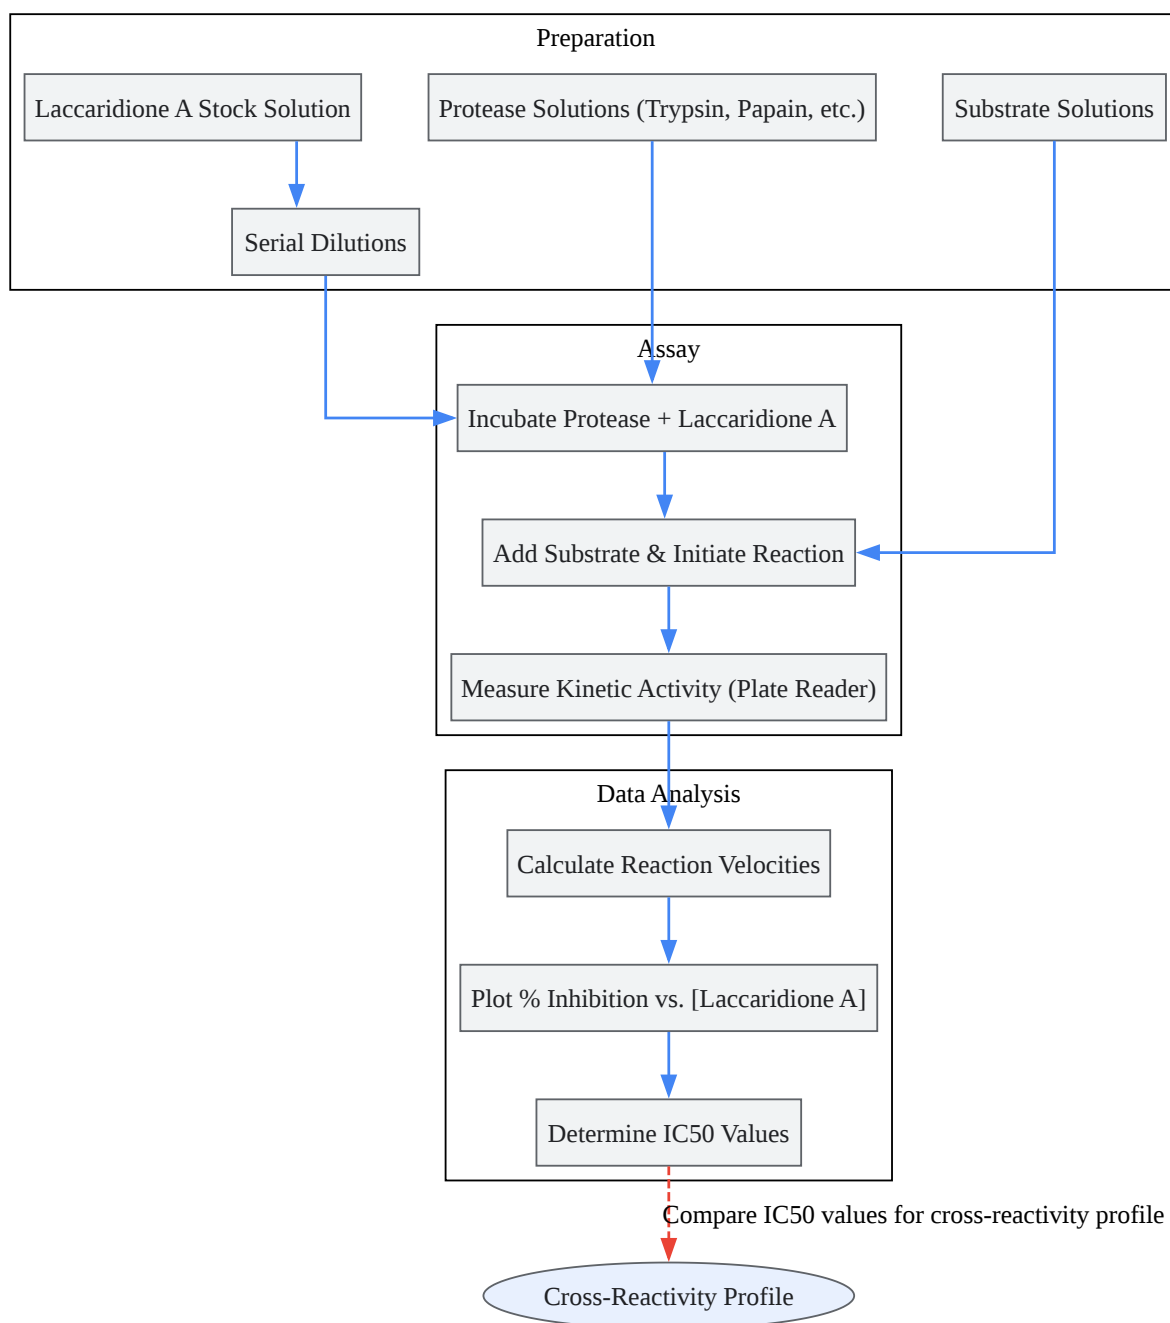 Preparation
Laccaridione A Stock Solution
Protease Solutions (Trypsin, Papain, etc.)
Substrate Solutions
Serial Dilutions
Assay
Incubate Protease + Laccaridione A
Add Substrate & Initiate Reaction
Measure Kinetic Activity (Plate Reader)
Data Analysis
Calculate Reaction Velocities
Plot % Inhibition vs. [Laccaridione A]
Determine IC50 Values
Compare IC50 values for cross-reactivity profile
Cross-Reactivity Profile